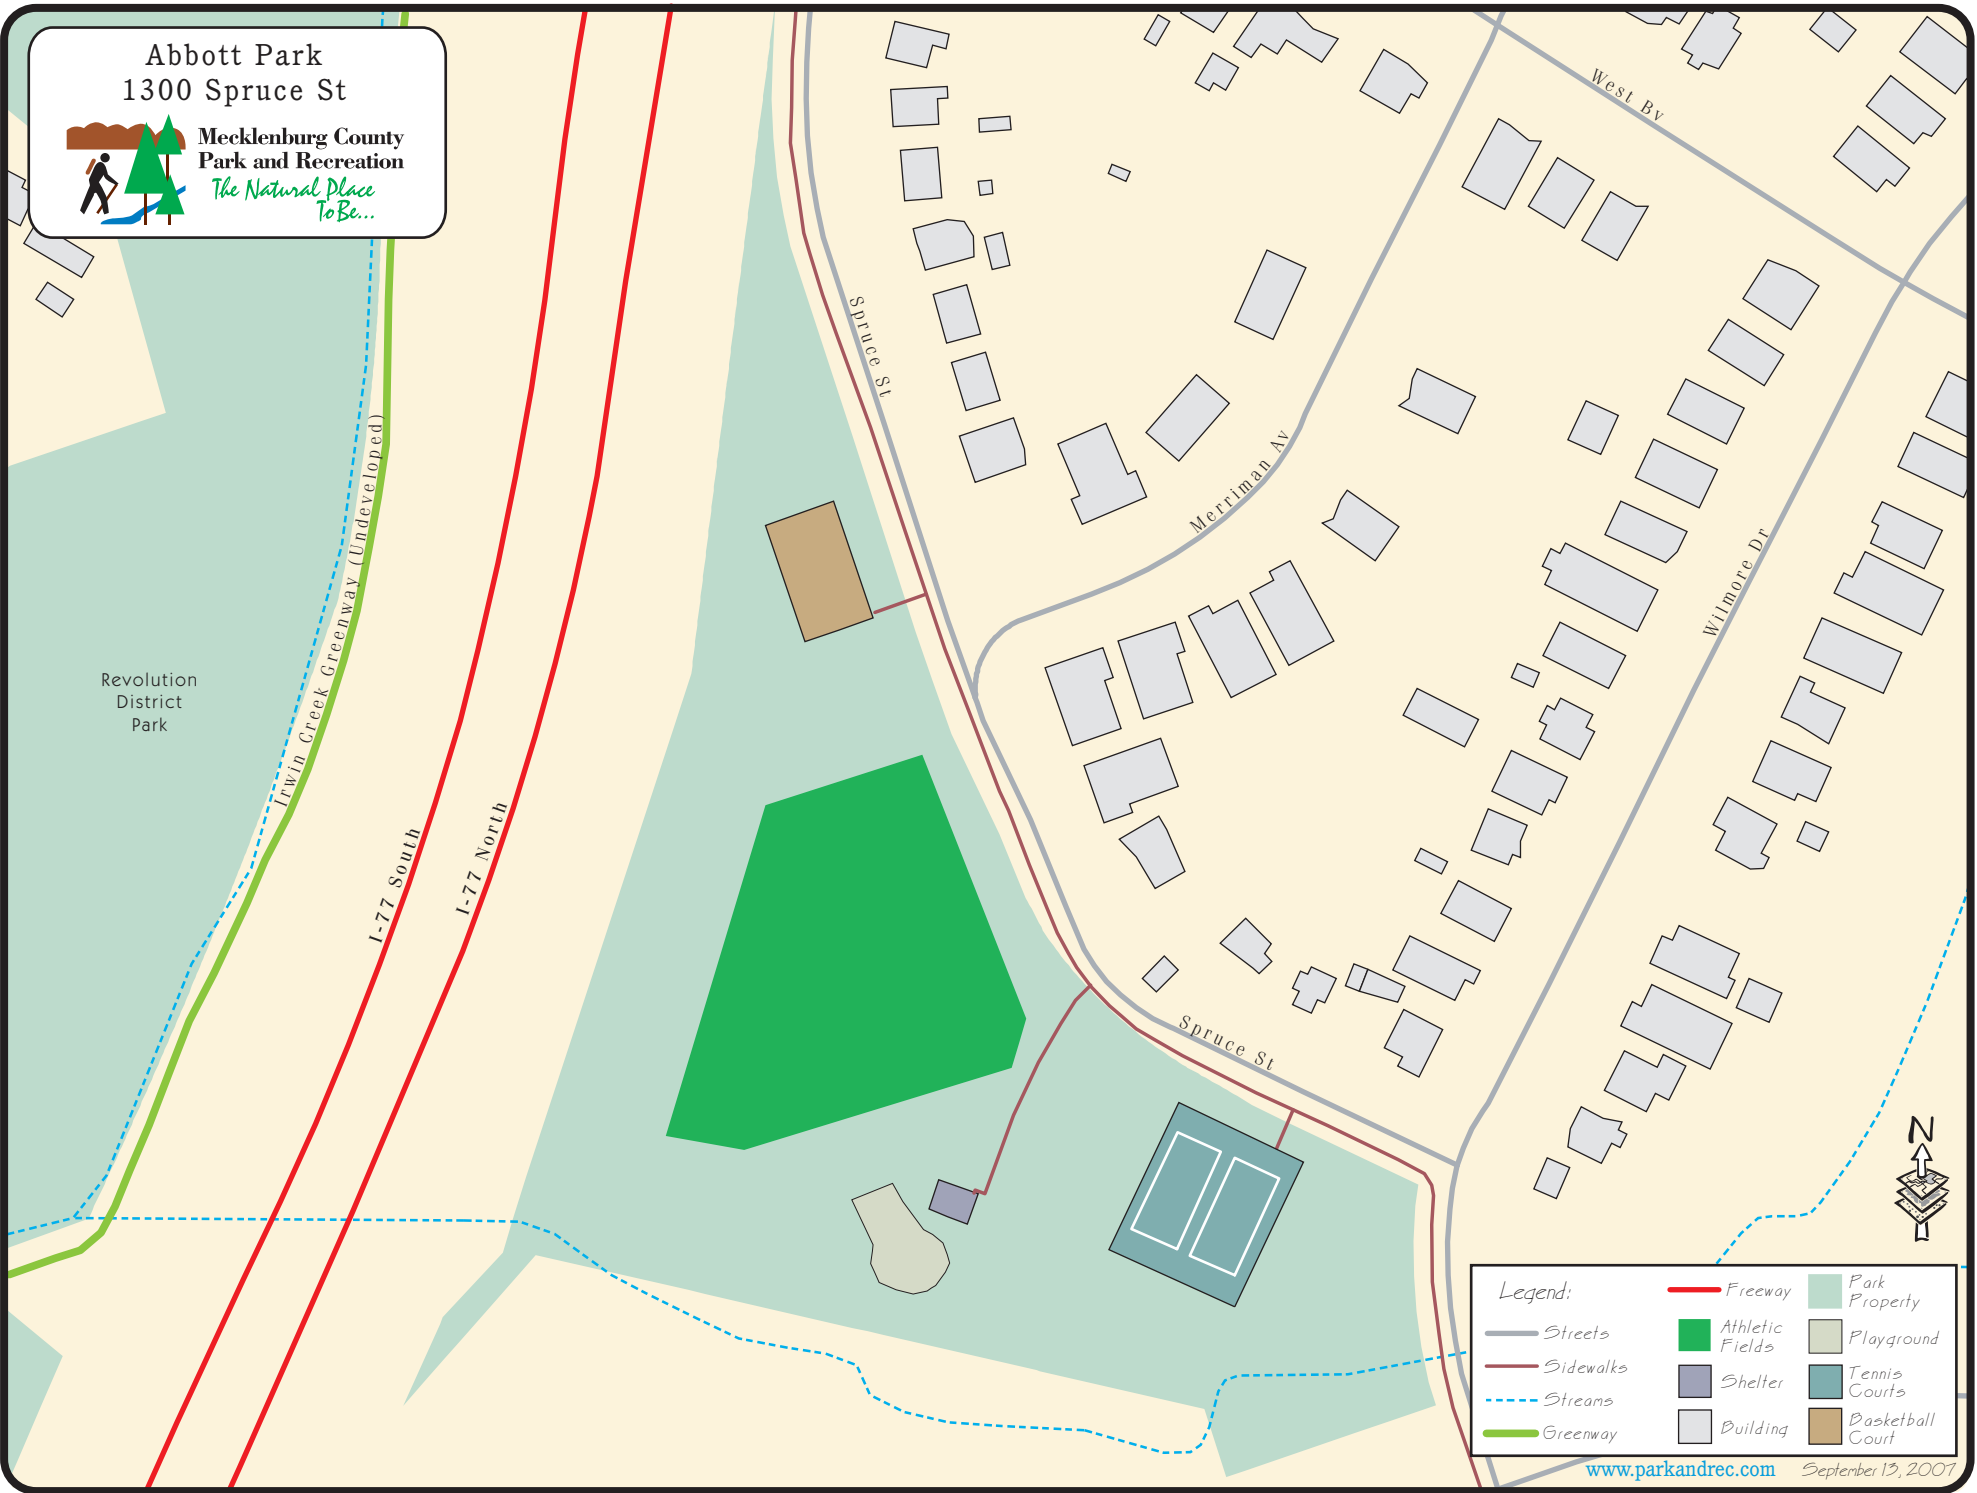 Abbott Park
1300 Spruce St
Mecklenburg County
Park and Recreation
The Natural Place
To Be...
West Bv
Spruce St
Merriman Av
Wilmore Dr
Irwin Creek Greenway (Undeveloped)
Revolution
District
Park
I-77 South
I-77 North
Spruce St
N
Legend:
Streets
Sidewalks
Streams
Greenway
Freeway
Athletic
Fields
Shelter
Building
Park
Property
Playground
Tennis
Courts
Basketball
Court
www.parkandrec.com
September 13, 2007